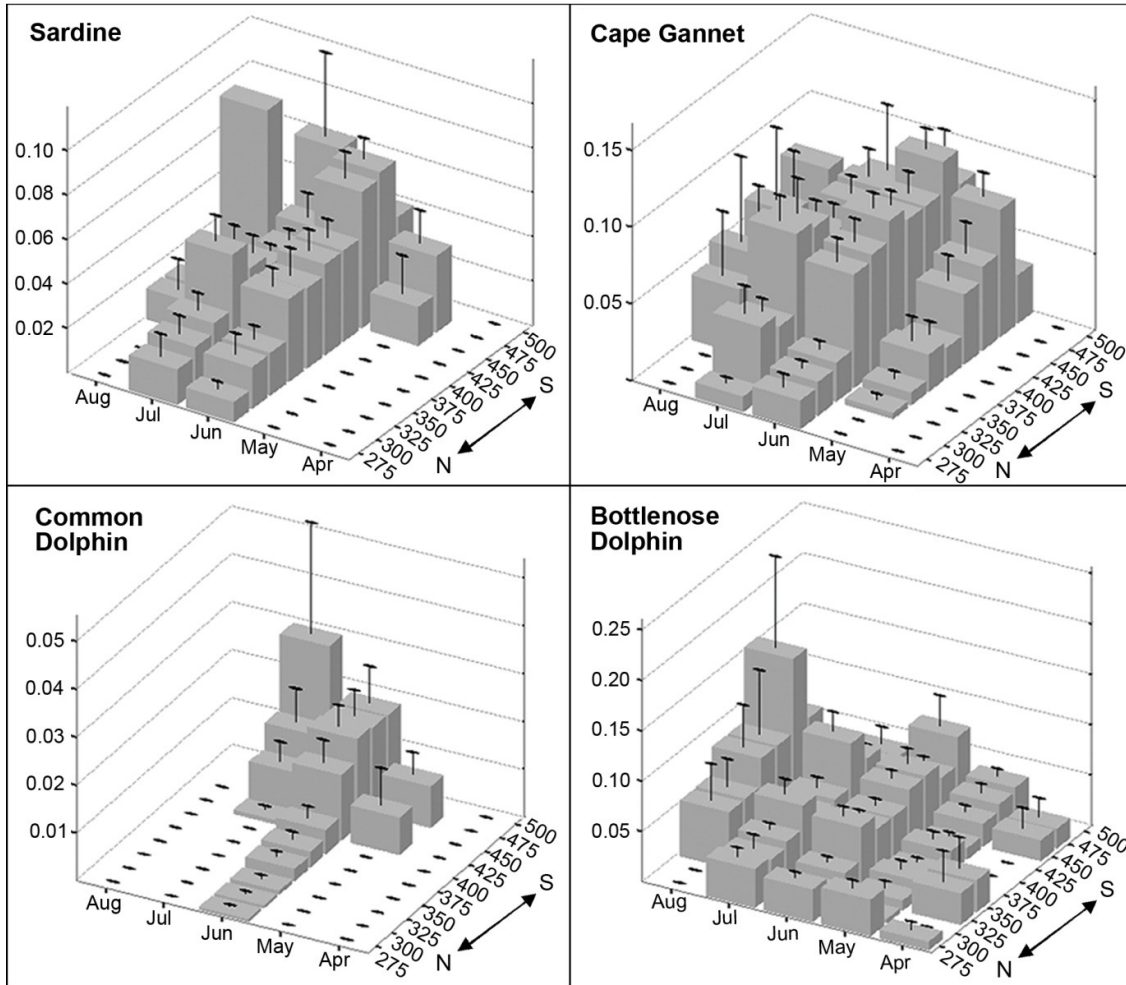 Sardine
0.10
0.08
0.06
0.04
0.02
Aug
Jul
Jun
May
Apr
500
475
450
425
400
375
350
325
300
275
S
N
Cape Gannet
0.15
0.10
0.05
Aug
Jul
Jun
May
Apr
500
475
450
425
400
375
350
325
300
275
S
N
Common
Dolphin
0.05
0.04
0.03
0.02
0.01
Aug
Jul
Jun
May
Apr
500
475
450
425
400
375
350
325
300
275
S
N
Bottlenose
Dolphin
0.25
0.20
0.15
0.10
0.05
Aug
Jul
Jun
May
Apr
500
475
450
425
400
375
350
325
300
275
S
N